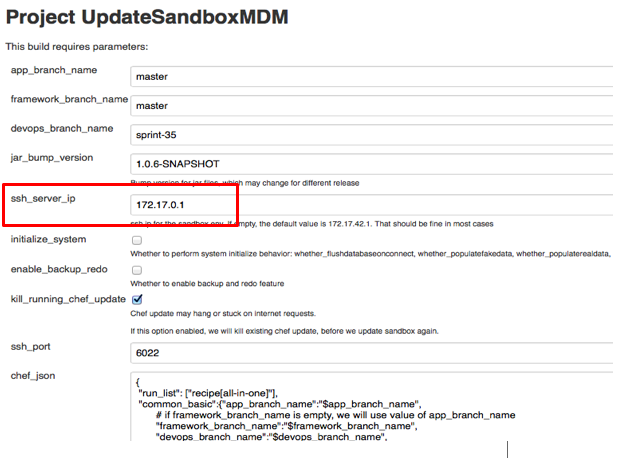 Project UpdateSandboxMDM
This build requires parameters:
app_branch_name
master
framework_branch_name
master
devops_branch_name
sprint-35
jar_bump_version
1.0.6-SNAPSHOT
Bump version for jar files, which may change for different release
ssh_server_ip
172.17.0.1
ssh ip for the sandbox env. If empty, the default value is 172.17.42.1. That should be fine in most cases
initialize_system
Whether to perform system initialize behavior: whether_flushdatabaseonconnect, whether_populatefakedata, whether_populaterealdata,
enable_backup_redo
Whether to enable backup and redo feature
kill_running_chef_update
Chef update may hang or stuck on internet requests.
If this option enabled, we will kill existing chef update, before we update sandbox again.
ssh_port
6022
chef_json
{
"run_list": ["recipe[all-in-one]"],
"common_basic":{"app_branch_name":"$app_branch_name",
# if framework_branch_name is empty, we will use value of app_branch_name
"framework_branch_name":"$framework_branch_name",
"devops_branch_name":"$devops_branch_name",